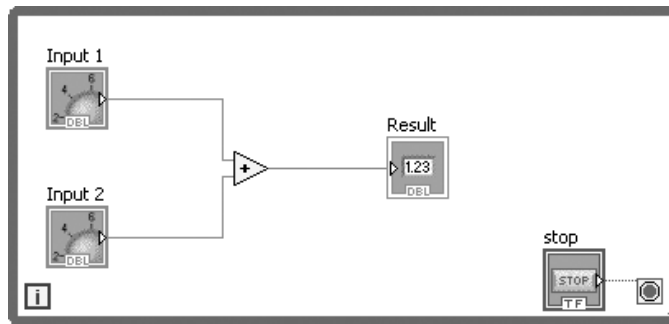 Input 1
4 6
2
DBL
+
Result
1.23
DBL
Input 2
4 6
2
DBL
stop
STOP
TF
i